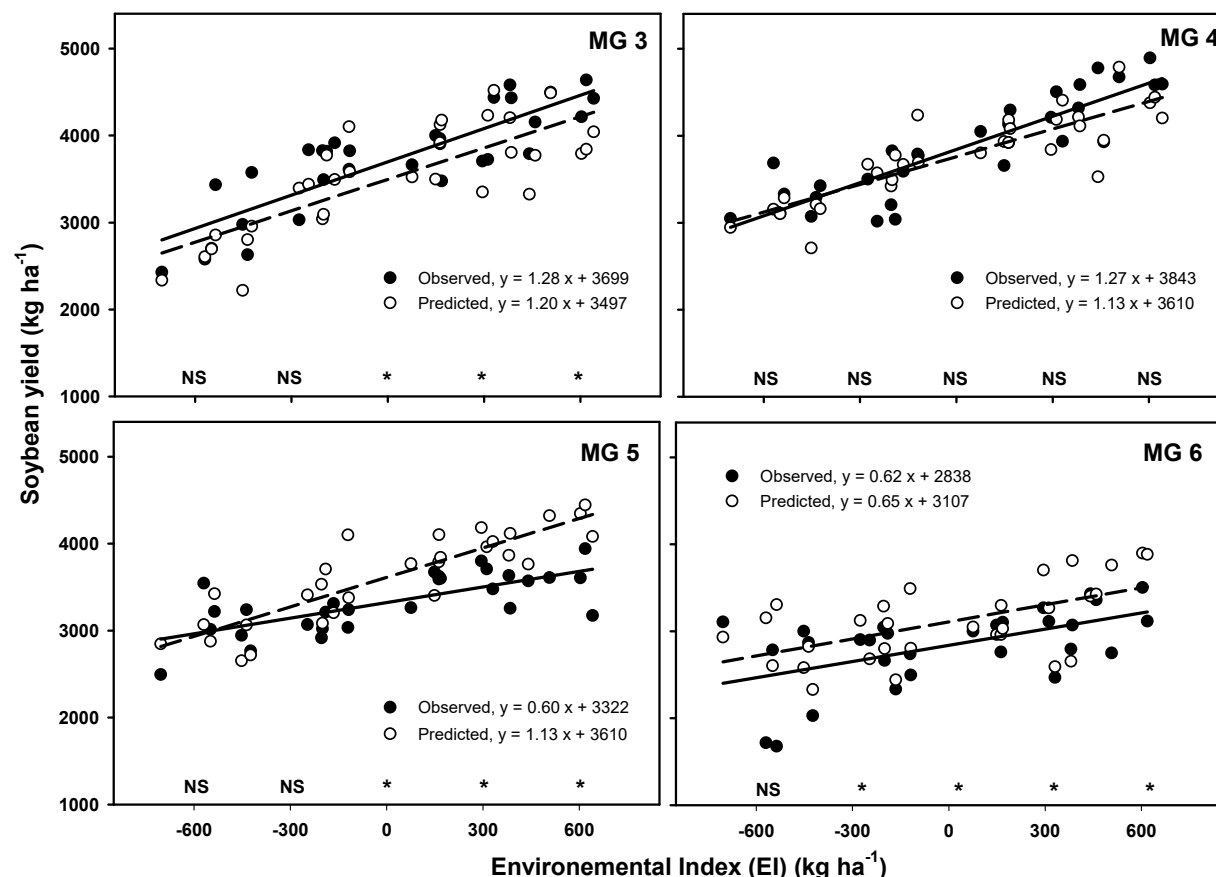 Soybean yield (kg ha-1)
MG 3
5000
4000
3000
2000
1000
Observed, y = 1.28 x + 3699
Predicted, y = 1.20 x + 3497
NS NS * * *
MG 4
Observed, y = 1.27 x + 3843
Predicted, y = 1.13 x + 3610
NS NS NS NS NS
MG 5
5000
4000
3000
2000
1000
Observed, y = 0.60 x + 3322
Predicted, y = 1.13 x + 3610
NS NS * * *
-600 -300 0 300 600
MG 6
Observed, y = 0.62 x + 2838
Predicted, y = 0.65 x + 3107
NS * * * *
-600 -300 0 300 600
Environemental Index (EI) (kg ha-1)